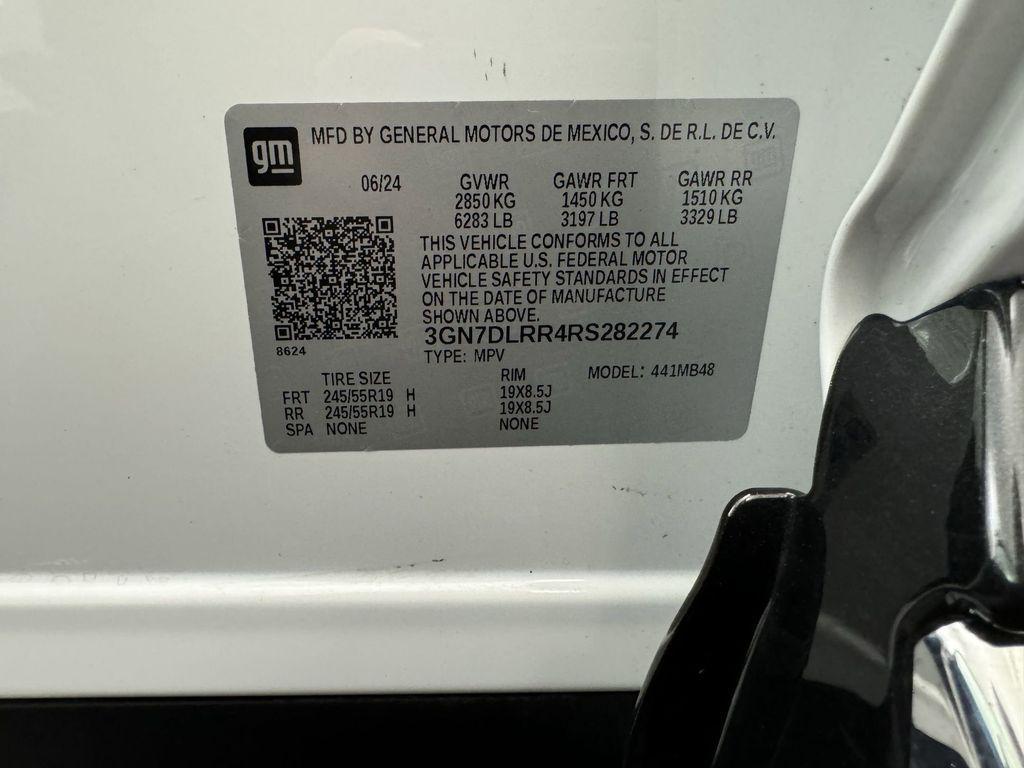 gm
MFD BY GENERAL MOTORS DE MEXICO, S. DE R.L. DE C.V.
06/24 GVWR GAWR FRT GAWR RR
2850 KG 1450 KG 1510 KG
6283 LB 3197 LB 3329 LB
THIS VEHICLE CONFORMS TO ALL
APPLICABLE U.S. FEDERAL MOTOR
VEHICLE SAFETY STANDARDS IN EFFECT
ON THE DATE OF MANUFACTURE
SHOWN ABOVE.
3GN7DLRR4RS282274
8624
TYPE: MPV
TIRE SIZE RIM MODEL: 441MB48
FRT 245/55R19 H 19X8.5J
RR 245/55R19 H 19X8.5J
SPA NONE NONE